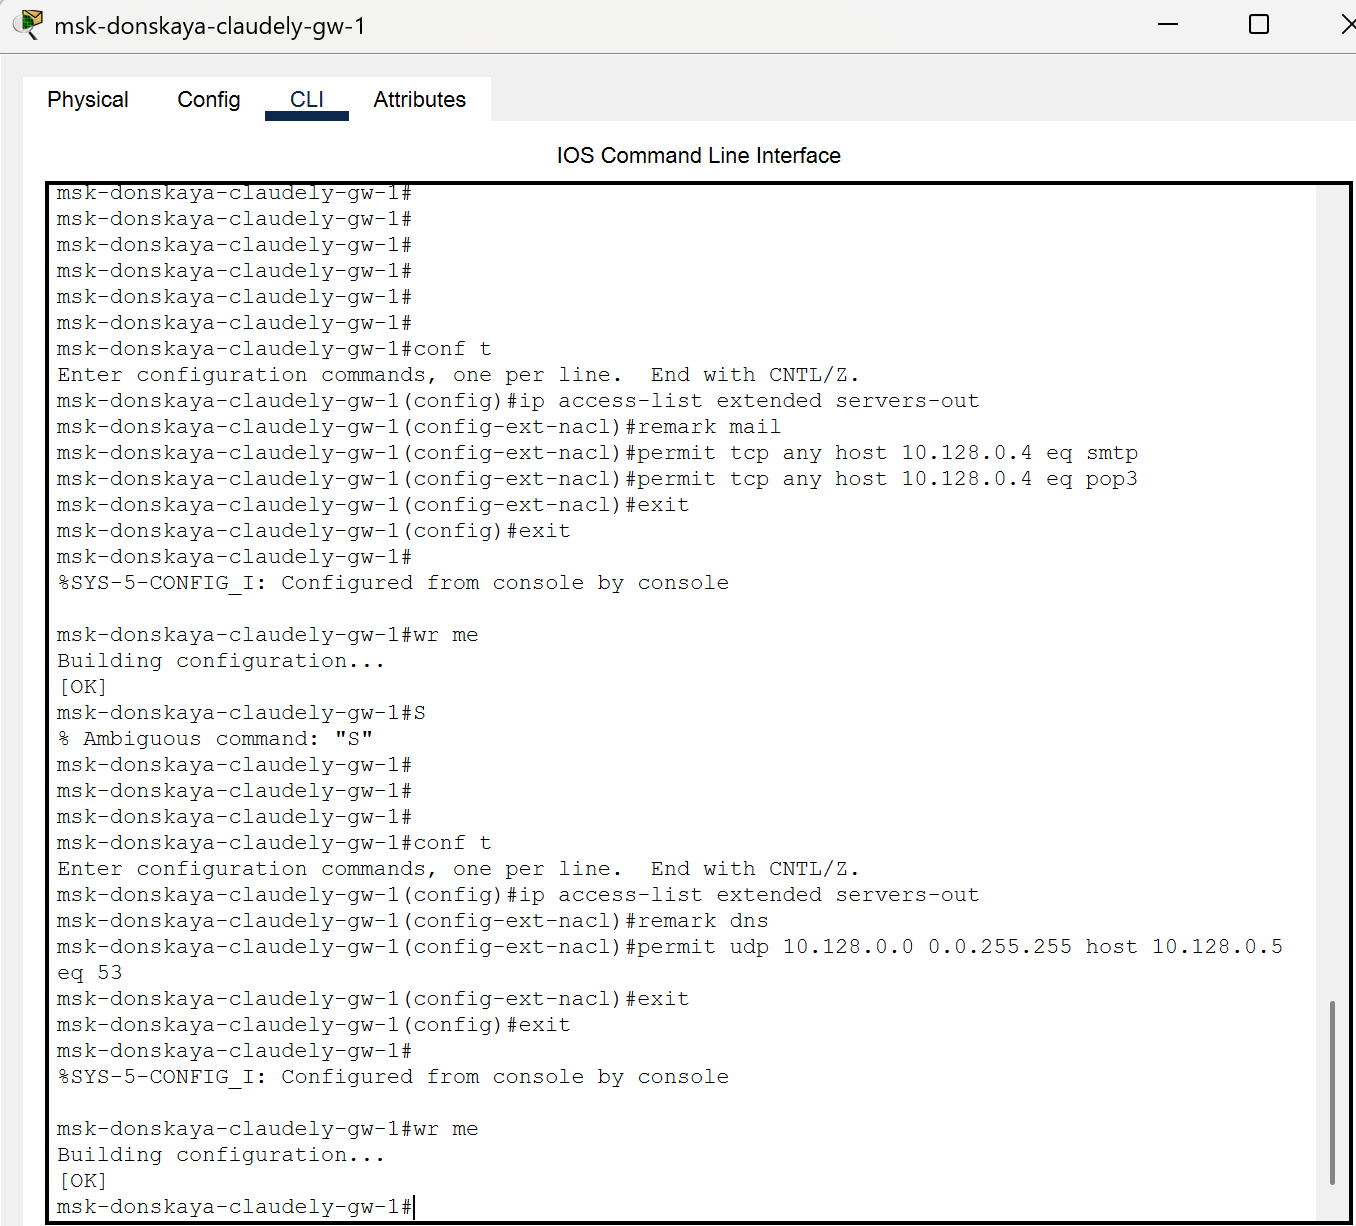 msk-donskaya-claudely-gw-1
Physical Config CLI Attributes
IOS Command Line Interface
msk-donskaya-claudely-gw-1#
msk-donskaya-claudely-gw-1#
msk-donskaya-claudely-gw-1#
msk-donskaya-claudely-gw-1#
msk-donskaya-claudely-gw-1#
msk-donskaya-claudely-gw-1#
msk-donskaya-claudely-gw-1#conf t
Enter configuration commands, one per line.  End with CNTL/Z.
msk-donskaya-claudely-gw-1(config)#ip access-list extended servers-out
msk-donskaya-claudely-gw-1(config-ext-nacl)#remark mail
msk-donskaya-claudely-gw-1(config-ext-nacl)#permit tcp any host 10.128.0.4 eq smtp
msk-donskaya-claudely-gw-1(config-ext-nacl)#permit tcp any host 10.128.0.4 eq pop3
msk-donskaya-claudely-gw-1(config-ext-nacl)#exit
msk-donskaya-claudely-gw-1(config)#exit
msk-donskaya-claudely-gw-1#
%SYS-5-CONFIG_I: Configured from console by console
msk-donskaya-claudely-gw-1#wr me
Building configuration...
[OK]
msk-donskaya-claudely-gw-1#S
% Ambiguous command: "S"
msk-donskaya-claudely-gw-1#
msk-donskaya-claudely-gw-1#
msk-donskaya-claudely-gw-1#
msk-donskaya-claudely-gw-1#conf t
Enter configuration commands, one per line.  End with CNTL/Z.
msk-donskaya-claudely-gw-1(config)#ip access-list extended servers-out
msk-donskaya-claudely-gw-1(config-ext-nacl)#remark dns
msk-donskaya-claudely-gw-1(config-ext-nacl)#permit udp 10.128.0.0 0.0.255.255 host 10.128.0.5
eq 53
msk-donskaya-claudely-gw-1(config-ext-nacl)#exit
msk-donskaya-claudely-gw-1(config)#exit
msk-donskaya-claudely-gw-1#
%SYS-5-CONFIG_I: Configured from console by console
msk-donskaya-claudely-gw-1#wr me
Building configuration...
[OK]
msk-donskaya-claudely-gw-1#